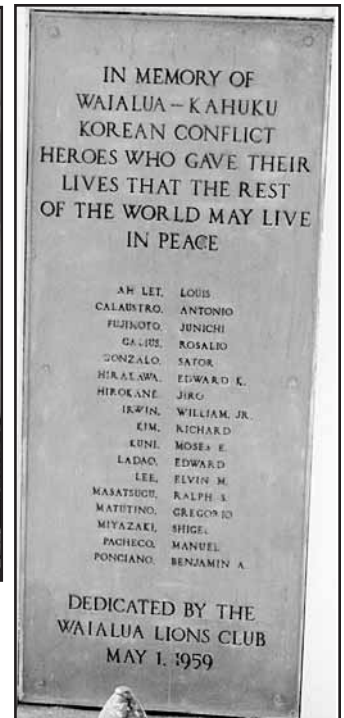 IN MEMORY OF
WAIALUA – KAHUKU
KOREAN CONFLICT
HEROES WHO GAVE THEIR
LIVES THAT THE REST
OF THE WORLD MAY LIVE
IN PEACE
AH LET, LOUIS
CALAUSTRO, ANTONIO
FUJIMOTO, JUNICHI
ROSALIO
GONZALO, SATOR
HIRAKAWA, EDWARD K.
HIROKANE, JIRO
IRWIN, WILLIAM, JR.
KIM, RICHARD
KUNI, MOSES E.
LADAO, EDWARD
LEE, ELVIN M.
MASATSUGU, RALPH S.
MATUTINO, GREGORIO
MIYAZAKI,
PACHECO, MANUEL
PONCIANO, BENJAMIN A.
DEDICATED BY THE
WAIALUA LIONS CLUB
MAY 1, 1959